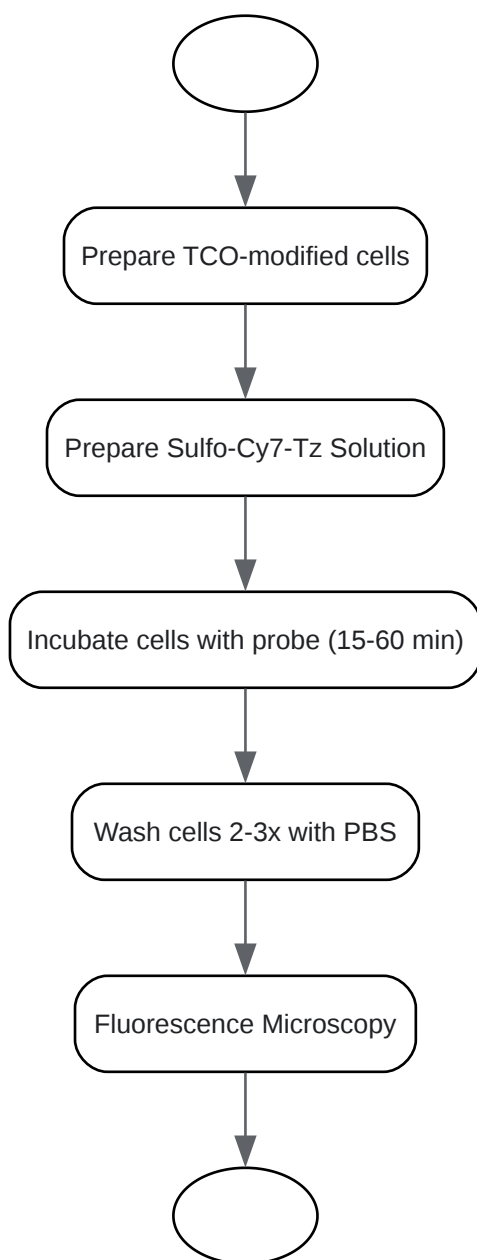 Prepare TCO-modified cells
Prepare Sulfo-Cy7-Tz Solution
Incubate cells with probe (15-60 min)
Wash cells 2-3x with PBS
Fluorescence Microscopy